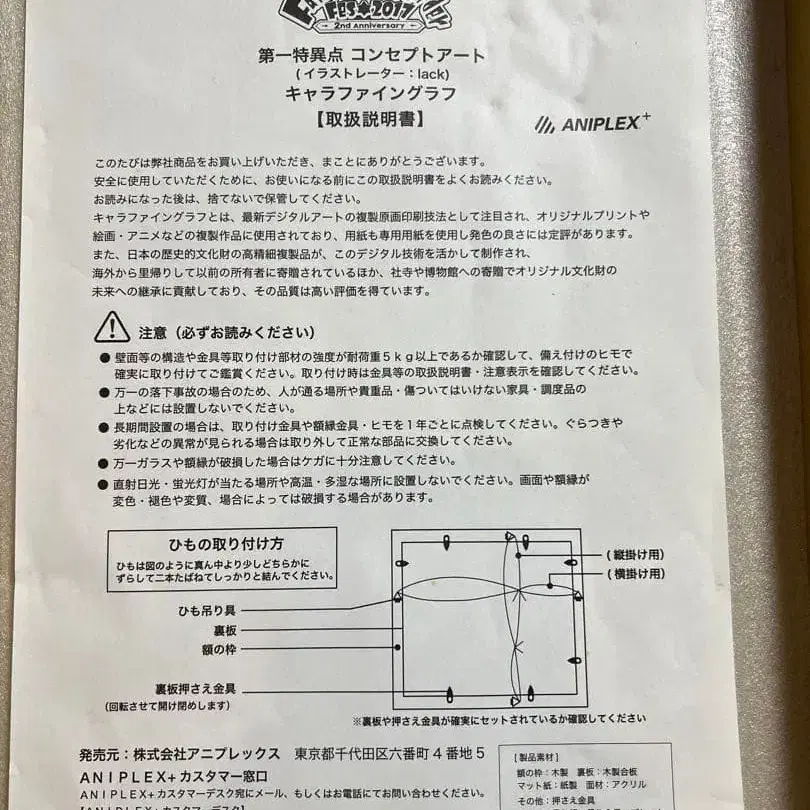 FES 2017
2nd Anniversary
第一特異点 コンセプトアート
(イラストレーター：lack)
キャラファイングラフ
【取扱説明書】
ANIPLEX+
このたびは弊社商品をお買い上げいただき、まことにありがとうございます。
安全に使用していただくために、お使いになる前にこの取扱説明書をよくお読みください。
お読みになった後は、捨てないで保管してください。
キャラファイングラフとは、最新デジタルアートの複製原画印刷技法として注目され、オリジナルプリントや
絵画・アニメなどの複製作品に使用されており、用紙も専用用紙を使用し発色の良さには定評があります。
また、日本の歴史的文化財の高精細複製品が、このデジタル技術を活かして制作され、
海外から里帰りして以前の所有者に寄贈されているほか、社寺や博物館への寄贈でオリジナル文化財の
未来への継承に貢献しており、その品質は高い評価を得ています。
注意（必ずお読みください）
● 壁面等の構造や金具等取り付け部材の強度が耐荷重５ｋｇ以上であるか確認して、備え付けのヒモで
確実に取り付けてご鑑賞ください。取り付け時は金具等の取扱説明書・注意表示を確認してください。
● 万一の落下事故の場合のため、人が通る場所や貴重品・傷ついてはいけない家具・調度品の
上などには設置しないでください。
● 長期間設置の場合は、取り付け金具や額縁金具・ヒモを１年ごとに点検してください。ぐらつきや
劣化などの異常が見られる場合は取り外して正常な部品に交換してください。
● 万一ガラスや額縁が破損した場合はケガに十分注意してください。
● 直射日光・蛍光灯が当たる場所や高温・多湿な場所に設置しないでください。画面や額縁が
変色・褪色や変質、場合によっては破損する場合があります。
ひもの取り付け方
ひもは図のように真ん中より少しどちらかに
ずらして二本たばねてしっかりと結んでください。
（縦掛け用）
（横掛け用）
ひも吊り具
裏板
額の枠
裏板押さえ金具
（回転させて開け閉めします）
※裏板や押さえ金具が確実にセットされているか確認してください
発売元：株式会社アニプレックス　東京都千代田区六番町４番地５
ＡＮＩＰＬＥＸ＋カスタマー窓口
ＡＮＩＰＬＥＸ＋カスタマーデスク宛にメール、もしくはお電話にてお問い合わせください。
【ＡＮＩＰＬＥＸ＋カスタマーデスク】
［製品素材］
額の枠：木製　裏板：木製合板
マット紙：紙製　面材：アクリル
その他：押さえ金具